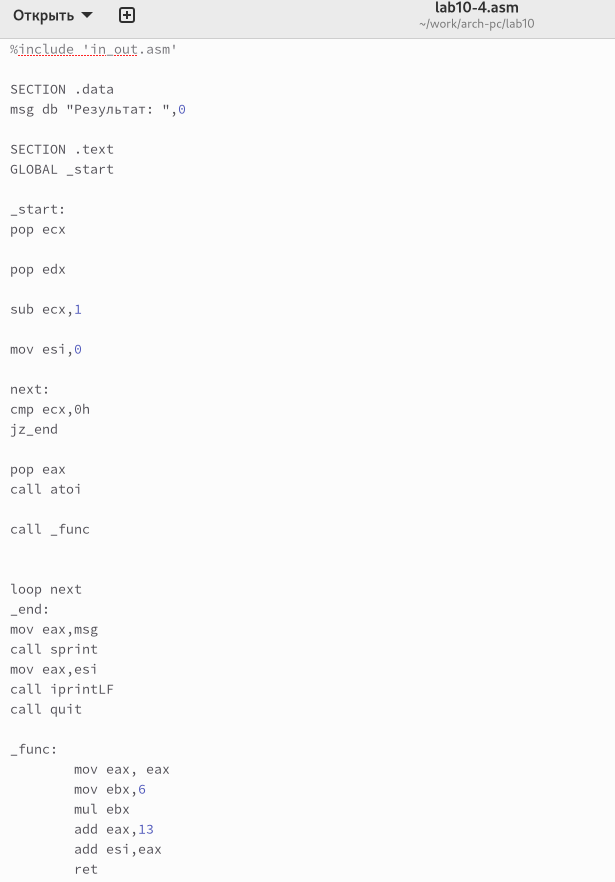 Открыть
lab10-4.asm
~/work/arch-pc/lab10
%include 'in_out.asm'
SECTION .data
msg db "Результат: ",0
SECTION .text
GLOBAL _start
_start:
pop ecx
pop edx
sub ecx,1
mov esi,0
next:
cmp ecx,0h
jz_end
pop eax
call atoi
call _func
loop next
_end:
mov eax,msg
call sprint
mov eax,esi
call iprintLF
call quit
_func:
mov eax, eax
mov ebx,6
mul ebx
add eax,13
add esi,eax
ret